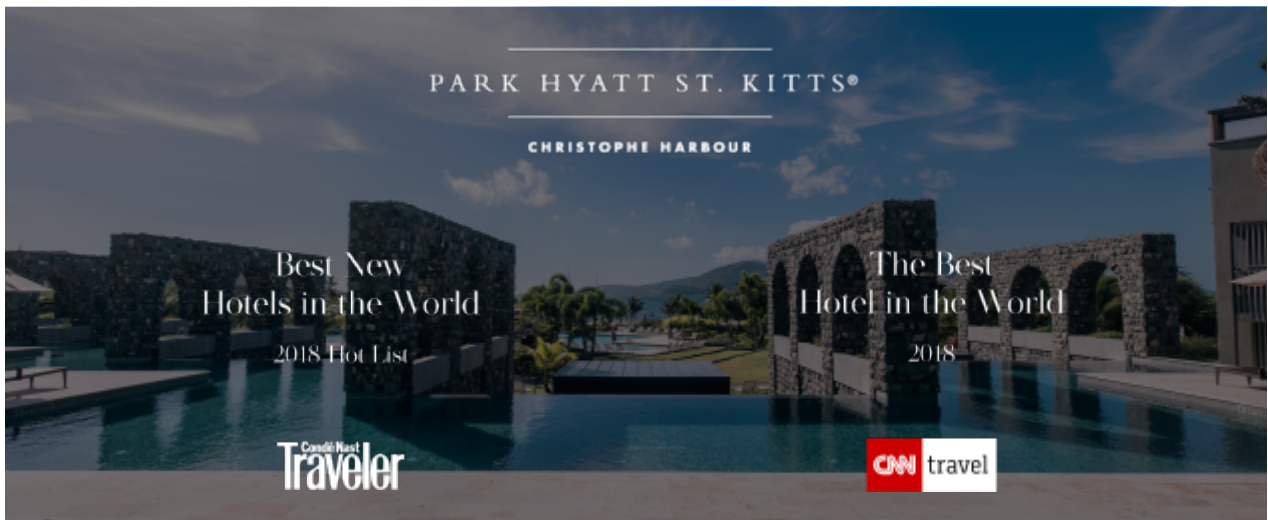 PARK HYATT ST. KITTS®
CHRISTOPHE HARBOUR
Best New
Hotels in the World
2018 Hot List
Condé Nast
Traveler
The Best
Hotel in the World
2018
CNN travel